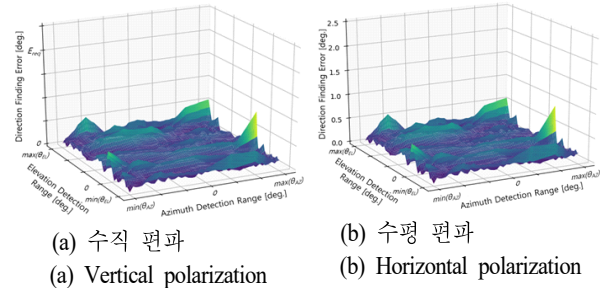 Direction Finding Error [deg.]
E_req
0
max(θ_EL)
0
min(θ_EL)
Elevation Detection
Range [deg.]
min(θ_AZ)
0
max(θ_AZ)
Azimuth Detection Range [deg.]
(a) 수직 편파
(a) Vertical polarization
Direction Finding Error [deg.]
2.5
2.0
1.5
1.0
0.5
0.0
max(θ_EL)
0
min(θ_EL)
Elevation Detection
Range [deg.]
min(θ_AZ)
0
max(θ_AZ)
Azimuth Detection Range [deg.]
(b) 수평 편파
(b) Horizontal polarization